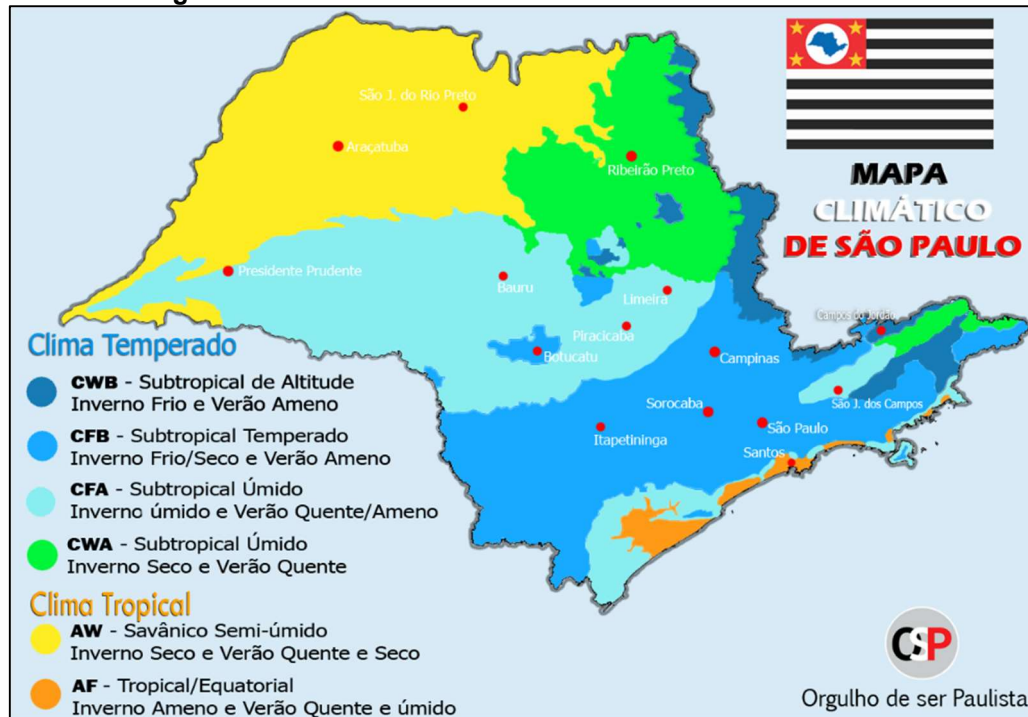 São J. do Rio Preto
Araçatuba
Ribeirão Preto
MAPA
CLIMÁTICO
DE SÃO PAULO
Presidente Prudente
Bauru
Limeira
Piracicaba
Botucatu
Campinas
Campos do Jordão
São J. dos Campos
Sorocaba
Itapetininga
São Paulo
Santos
Clima Temperado
CWB - Subtropical de Altitude
Inverno Frio e Verão Ameno
CFB - Subtropical Temperado
Inverno Frio/Seco e Verão Ameno
CFA - Subtropical Úmido
Inverno úmido e Verão Quente/Ameno
CWA - Subtropical Úmido
Inverno Seco e Verão Quente
Clima Tropical
AW - Savânico Semi-úmido
Inverno Seco e Verão Quente e Seco
AF - Tropical/Equatorial
Inverno Ameno e Verão Quente e úmido
CSP
Orgulho de ser Paulista